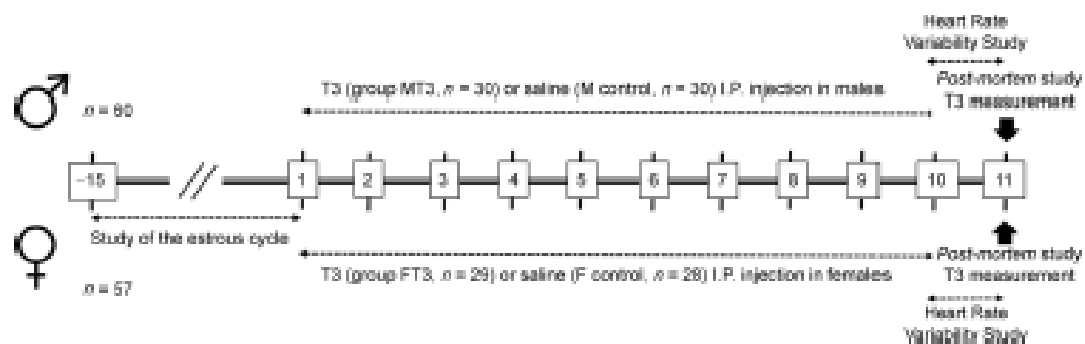 Heart Rate
Variability Study
T3 (group MT3, n = 30) or saline (M control, n = 30) I.P. injection in males
Post-mortem study
T3 measurement
n = 60
–15 // 1 2 3 4 5 6 7 8 9 10 11
Study of the estrous cycle
T3 (group FT3, n = 29) or saline (F control, n = 28) I.P. injection in females
Post-mortem study
T3 measurement
n = 57
Heart Rate
Variability Study